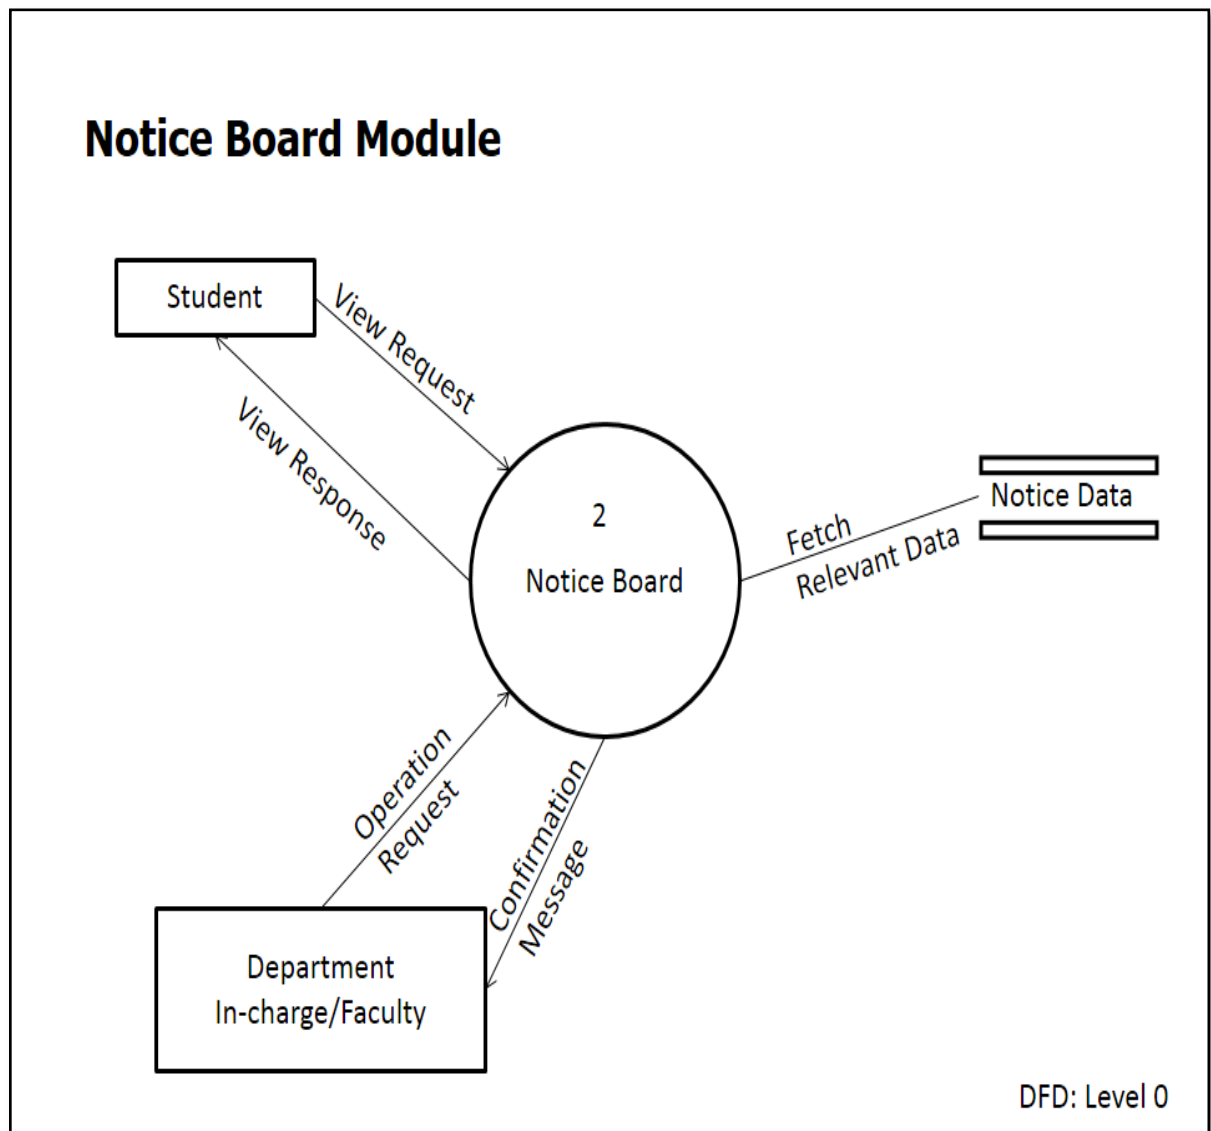 Notice Board Module
Student
View Request
View Response
2
Notice Board
Fetch
Relevant Data
Notice Data
Operation
Request
Confirmation
Message
Department
In-charge/Faculty
DFD: Level 0